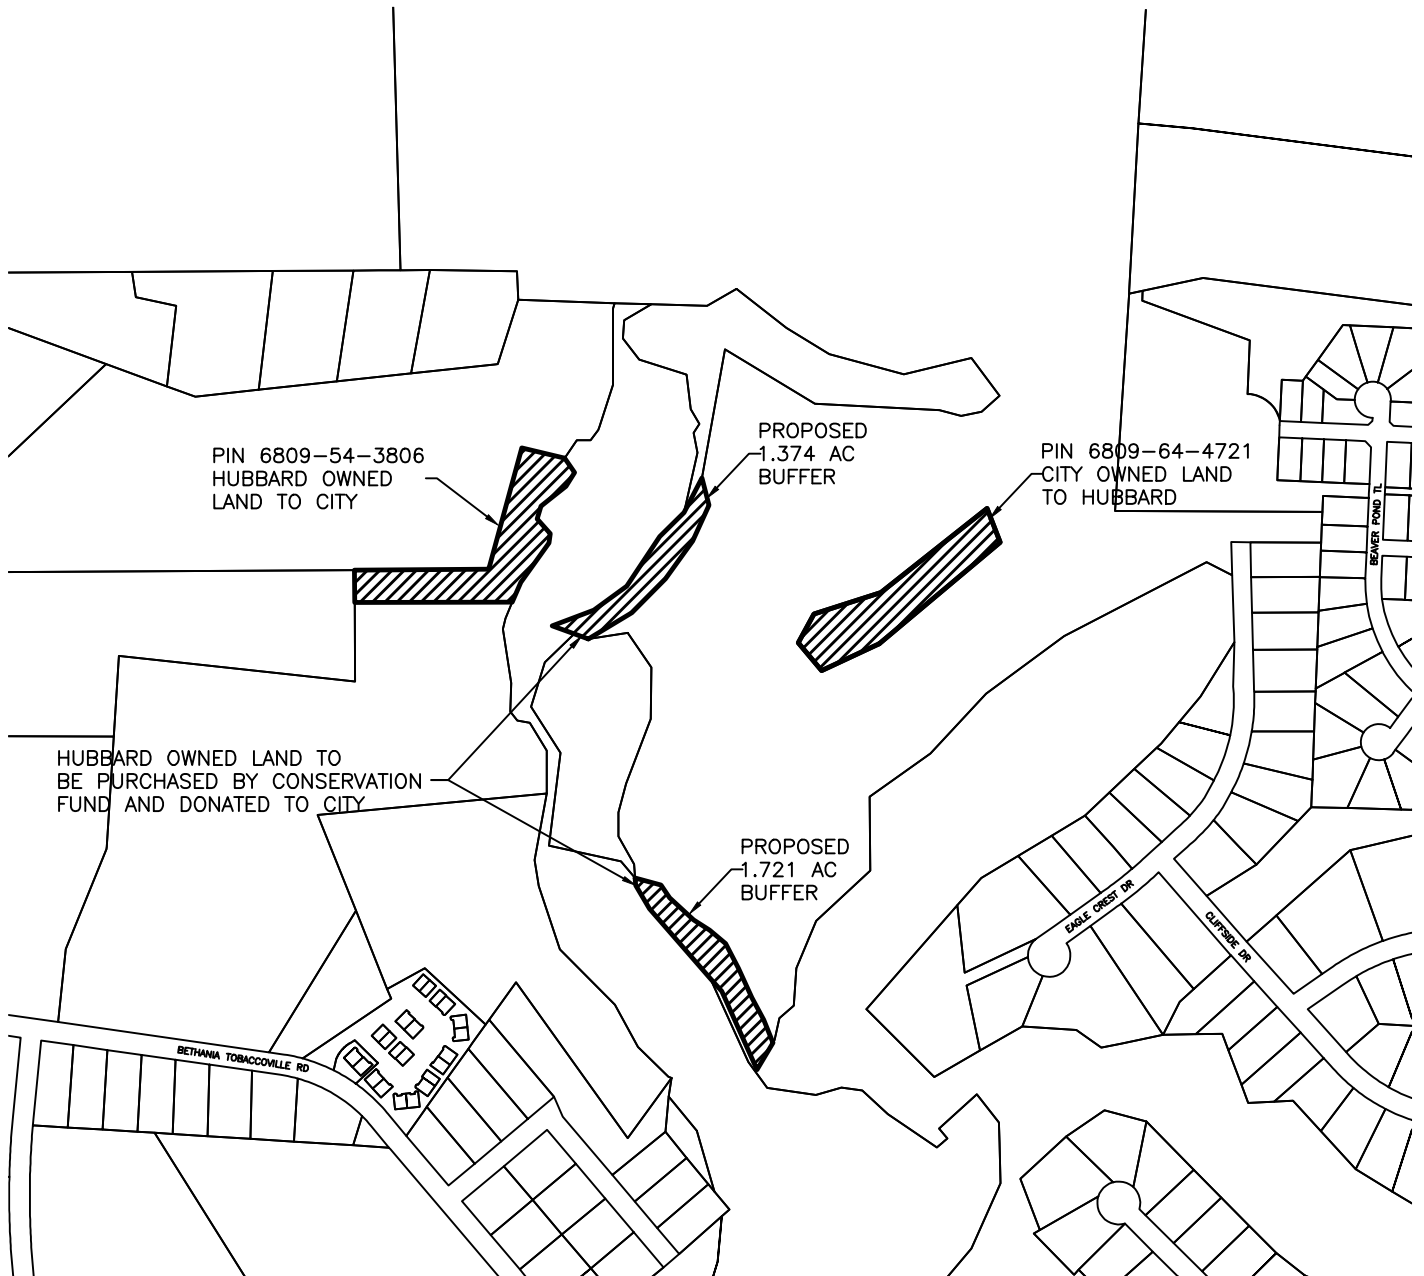 PROPOSED
1.374 AC
BUFFER
PIN 6809-54-3806
HUBBARD OWNED
LAND TO CITY
PIN 6809-64-4721
CITY OWNED LAND
TO HUBBARD
BEAVER POND TL
HUBBARD OWNED LAND TO
BE PURCHASED BY CONSERVATION
FUND AND DONATED TO CITY
PROPOSED
1.721 AC
BUFFER
EAGLE CREST DR
CLIFFSIDE DR
BETHANIA TOBACCOVILLE RD